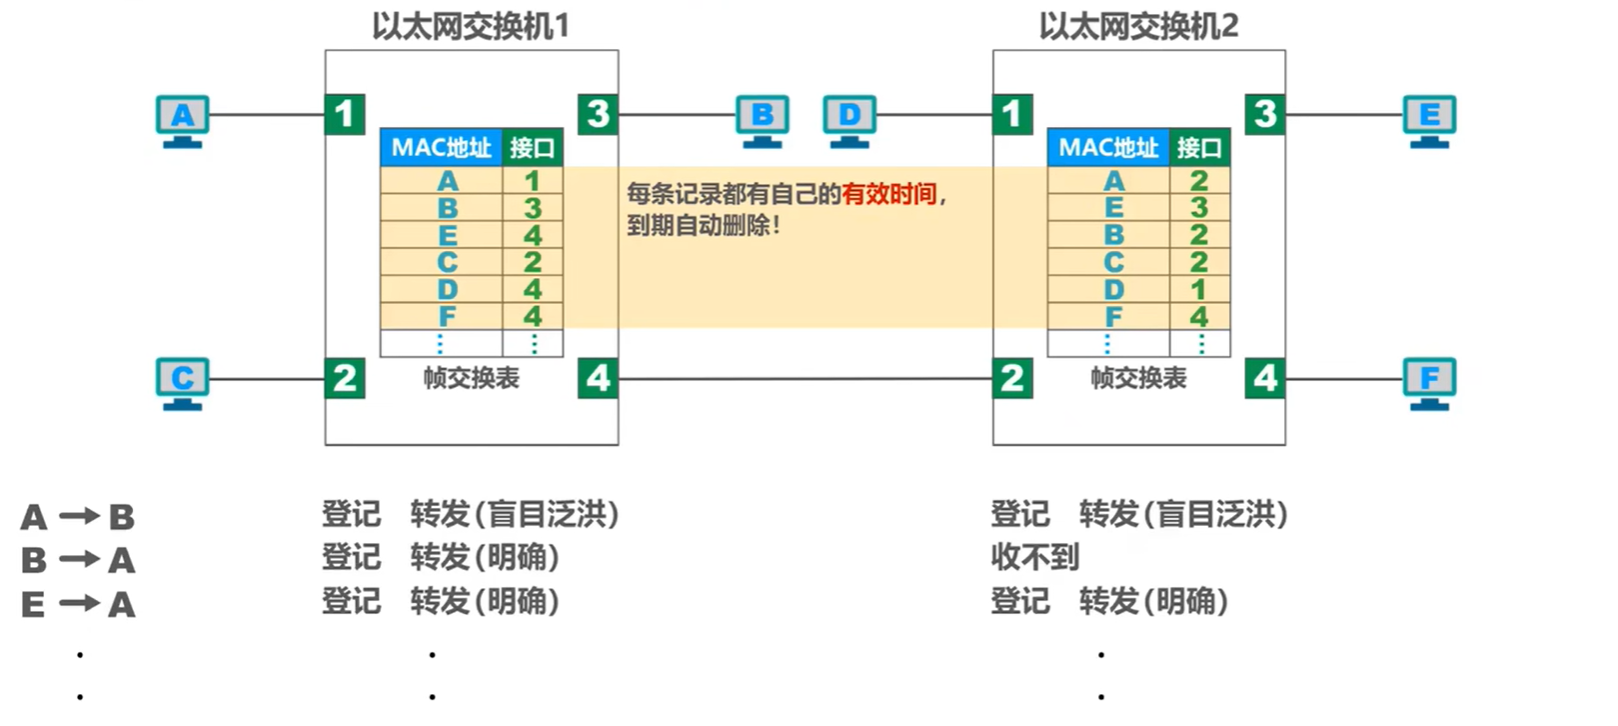 以太网交换机1
以太网交换机2
A
1
3
B
D
1
3
E
MAC地址 接口
A 1
B 3
E 4
C 2
D 4
F 4
⋮ ⋮
帧交换表
每条记录都有自己的有效时间，
到期自动删除！
MAC地址 接口
A 2
E 3
B 2
C 2
D 1
F 4
⋮ ⋮
帧交换表
C
2
4
2
4
F
A → B 登记 转发(盲目泛洪) 登记 转发(盲目泛洪)
B → A 登记 转发(明确) 收不到
E → A 登记 转发(明确) 登记 转发(明确)
. . .
. . .